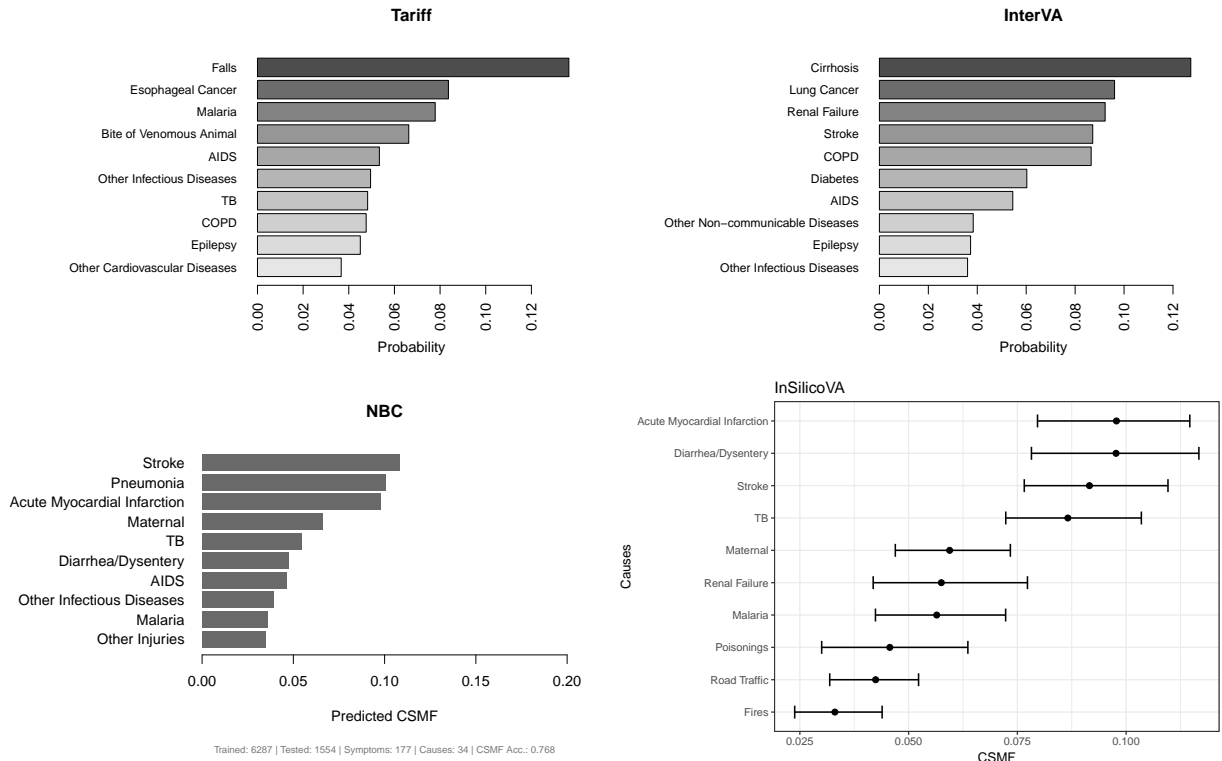 Tariff
Falls
Esophageal Cancer
Malaria
Bite of Venomous Animal
AIDS
Other Infectious Diseases
TB
COPD
Epilepsy
Other Cardiovascular Diseases
0.00 0.02 0.04 0.06 0.08 0.10 0.12
Probability
InterVA
Cirrhosis
Lung Cancer
Renal Failure
Stroke
COPD
Diabetes
AIDS
Other Non−communicable Diseases
Epilepsy
Other Infectious Diseases
0.00 0.02 0.04 0.06 0.08 0.10 0.12
Probability
NBC
Stroke
Pneumonia
Acute Myocardial Infarction
Maternal
TB
Diarrhea/Dysentery
AIDS
Other Infectious Diseases
Malaria
Other Injuries
0.00 0.05 0.10 0.15 0.20
Predicted CSMF
Trained: 6287 | Tested: 1554 | Symptoms: 177 | Causes: 34 | CSMF Acc.: 0.768
InSilicoVA
Causes
Acute Myocardial Infarction
Diarrhea/Dysentery
Stroke
TB
Maternal
Renal Failure
Malaria
Poisonings
Road Traffic
Fires
0.025 0.050 0.075 0.100
CSMF